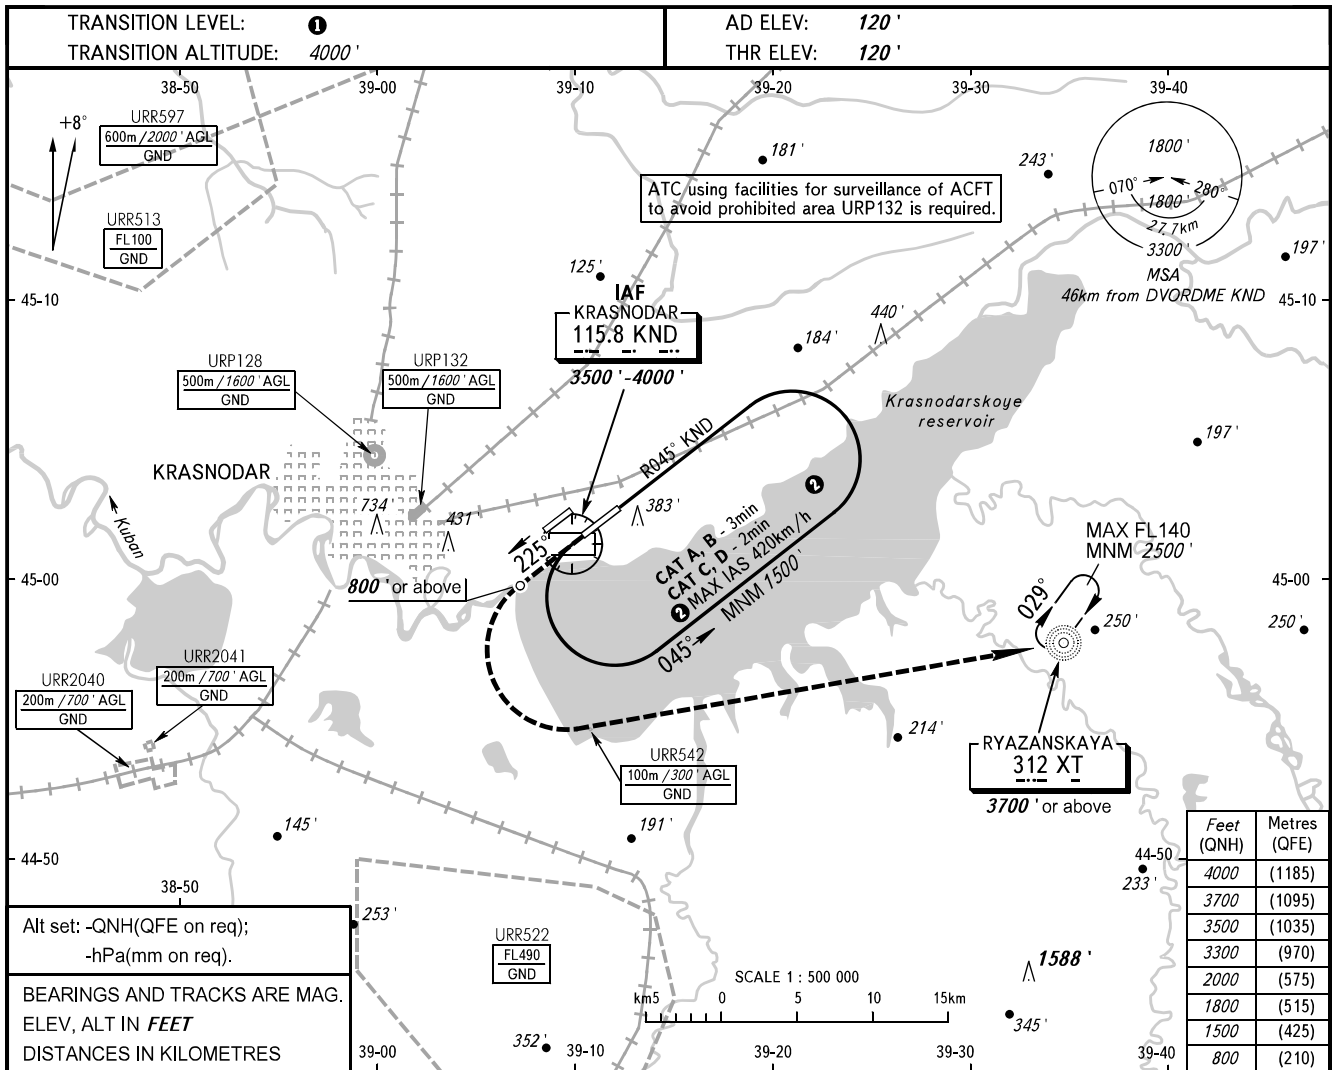 TRANSITION LEVEL: 1
TRANSITION ALTITUDE: 4000 '
AD ELEV: 120 '
THR ELEV: 120 '
38-50
39-00
39-10
39-20
39-30
39-40
+8°
URR597
600m /2000 ' AGL
GND
URR513
FL100
GND
181 '
243 '
ATC using facilities for surveillance of ACFT
to avoid prohibited area URP132 is required.
1800 '
070°
280°
1800 '
27.7km
3300 '
MSA
46km from DVORDME KND
197 '
45-10
45-10
125 '
IAF
KRASNODAR
115.8 KND
3500 '-4000 '
440 '
184 '
URP128
500m /1600 ' AGL
GND
URP132
500m /1600 ' AGL
GND
Krasnodarskoye
reservoir
197 '
KRASNODAR
R045° KND
734 '
431 '
383 '
2
Kuban
225°
CAT A, B - 3min
CAT C, D - 2min
2 MAX IAS 420km/h
MNM 1500 '
045°
MAX FL140
MNM 2500 '
45-00
45-00
800 ' or above
029°
250 '
250 '
URR2041
200m /700 ' AGL
GND
URR2040
200m /700 ' AGL
GND
214 '
URR542
100m /300 ' AGL
GND
RYAZANSKAYA
312 XT
3700 ' or above
145 '
191 '
44-50
44-50
233 '
38-50
253 '
URR522
FL490
GND
SCALE 1 : 500 000
km5 0 5 10 15km
1588 '
345 '
352 '
39-00
39-10
39-20
39-30
39-40
Alt set: -QNH(QFE on req);
-hPa(mm on req).
BEARINGS AND TRACKS ARE MAG.
ELEV, ALT IN FEET
DISTANCES IN KILOMETRES
Feet Metres
(QNH) (QFE)
4000 (1185)
3700 (1095)
3500 (1035)
3300 (970)
2000 (575)
1800 (515)
1500 (425)
800 (210)